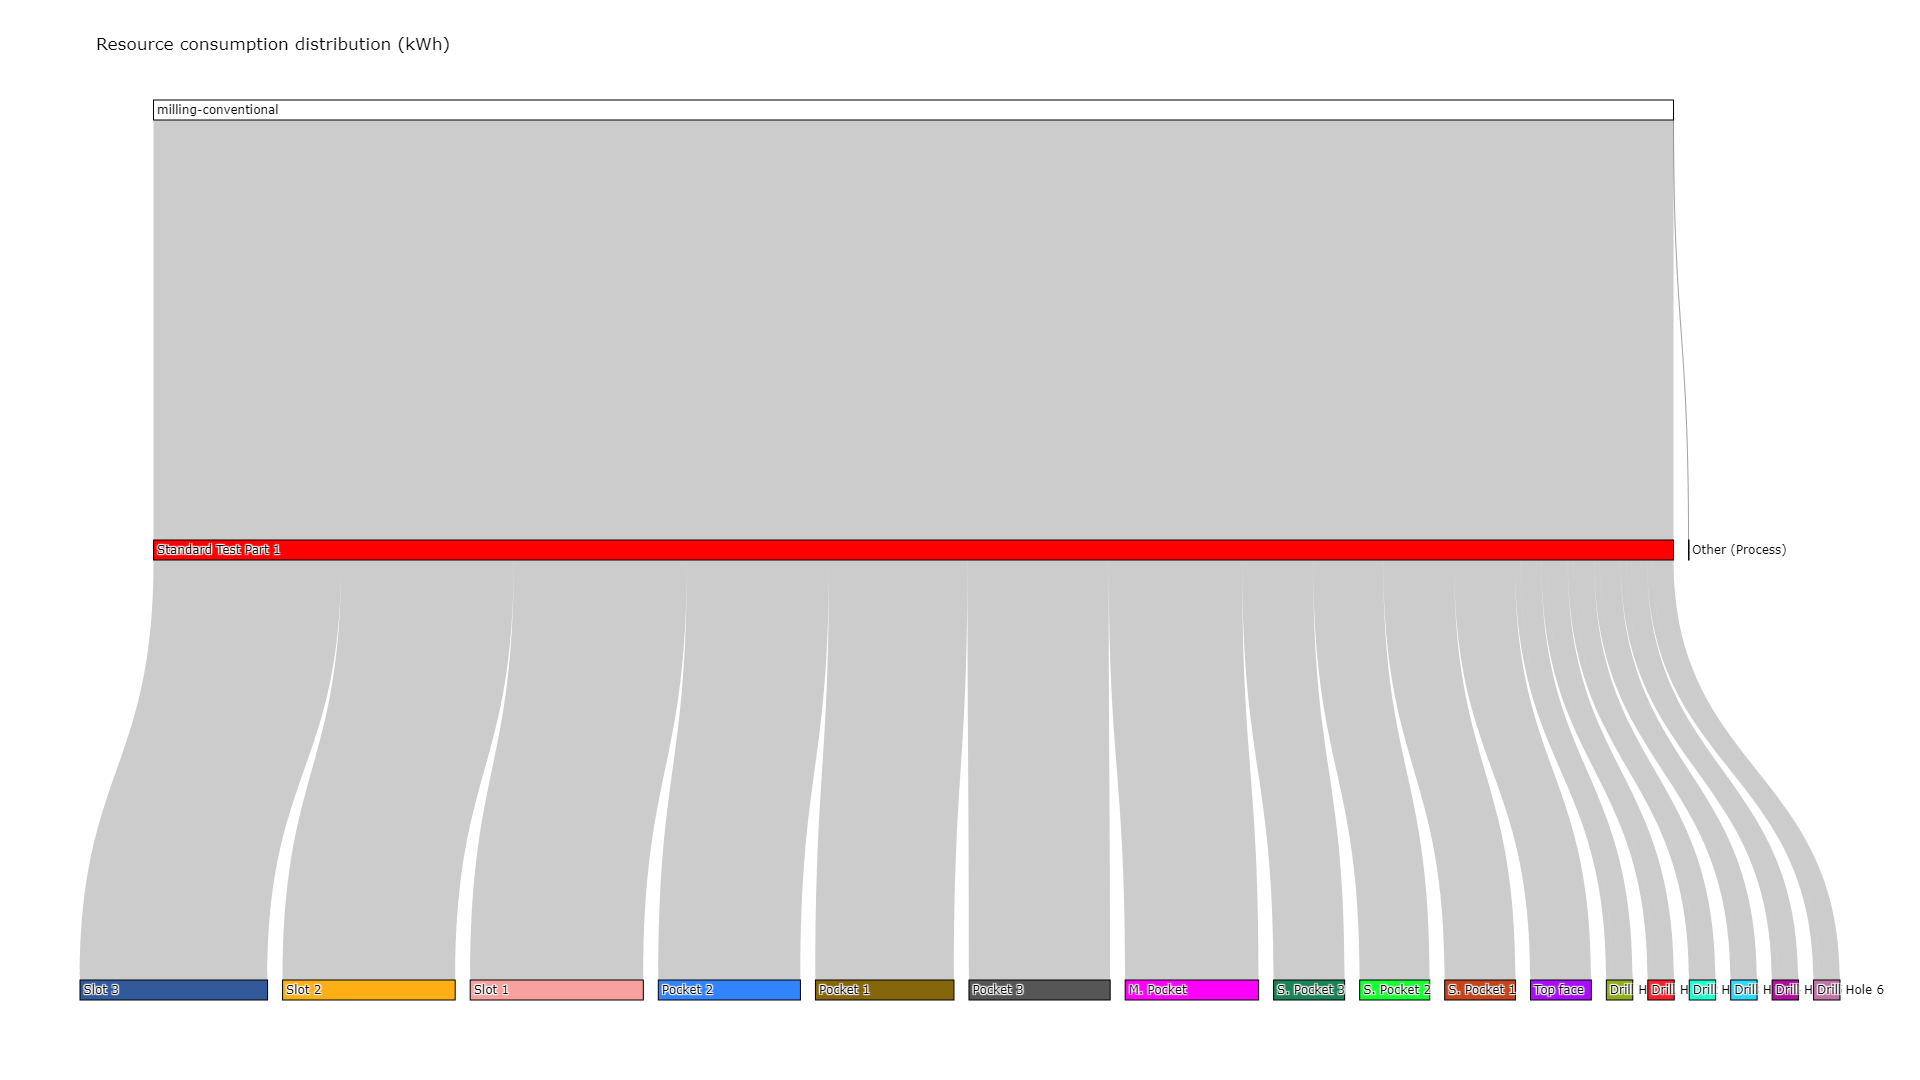 Resource consumption distribution (kWh)
milling-conventional
Standard Test Part 1
Other (Process)
Slot 3
Slot 2
Slot 1
Pocket 2
Pocket 1
Pocket 3
M. Pocket
S. Pocket 3
S. Pocket 2
S. Pocket 1
Top face
Drill H
Drill H
Drill H
Drill H
Drill H
Drill Hole 6